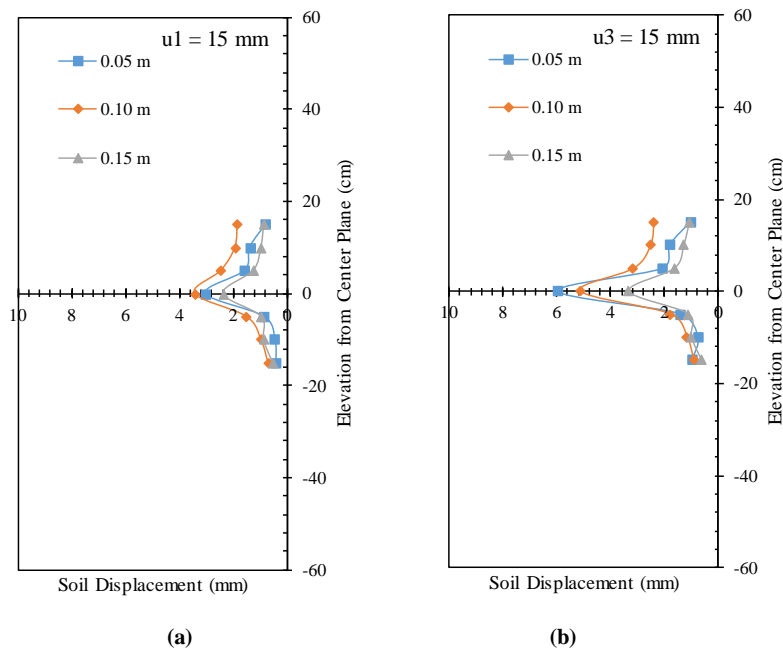 u1 = 15 mm
0.05 m
0.10 m
0.15 m
60
40
20
0
-20
-40
-60
10
8
6
4
2
0
Elevation from Center Plane (cm)
Soil Displacement (mm)
(a)
u3 = 15 mm
0.05 m
0.10 m
0.15 m
60
40
20
0
-20
-40
-60
10
8
6
4
2
0
Elevation from Center Plane (cm)
Soil Displacement (mm)
(b)